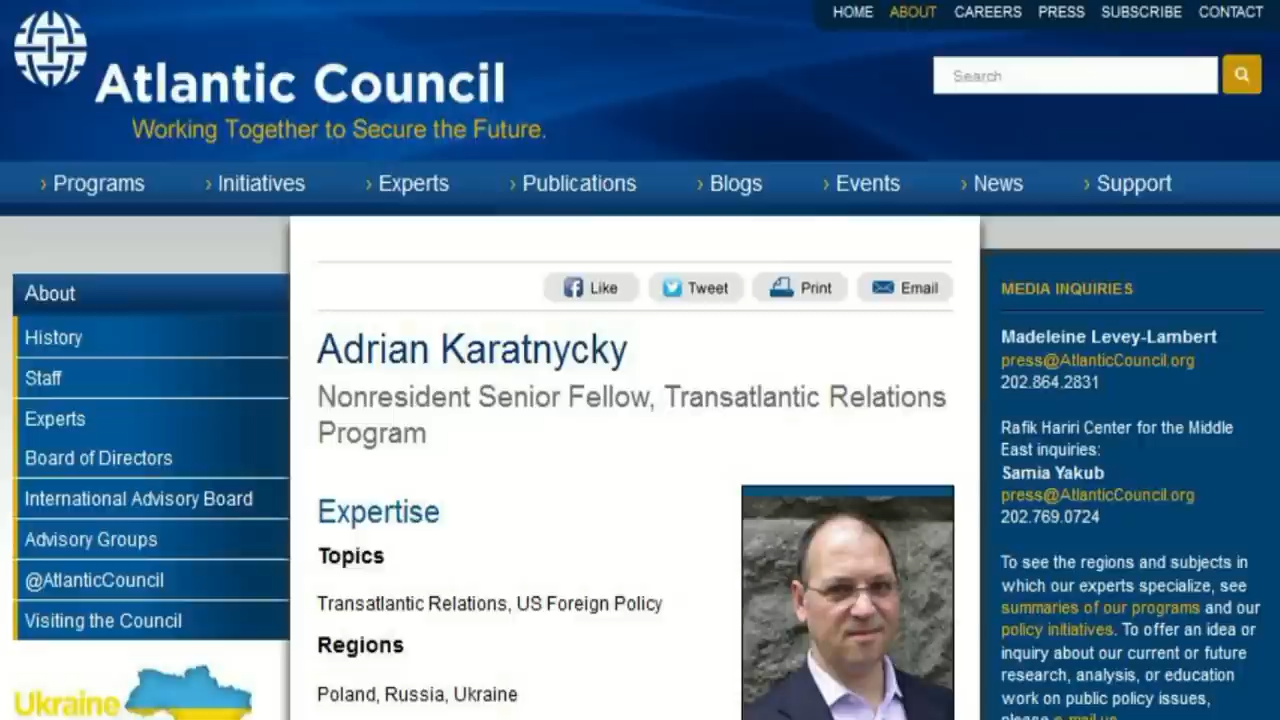 HOME ABOUT CAREERS PRESS SUBSCRIBE CONTACT
Atlantic Council
Working Together to Secure the Future.
Search
› Programs › Initiatives › Experts › Publications › Blogs › Events › News › Support
About
History
Staff
Experts
Board of Directors
International Advisory Board
Advisory Groups
@AtlanticCouncil
Visiting the Council
Ukraine
Like Tweet Print Email
Adrian Karatnycky
Nonresident Senior Fellow, Transatlantic Relations
Program
Expertise
Topics
Transatlantic Relations, US Foreign Policy
Regions
Poland, Russia, Ukraine
MEDIA INQUIRIES
Madeleine Levey-Lambert
press@AtlanticCouncil.org
202.864.2831
Rafik Hariri Center for the Middle
East inquiries:
Samia Yakub
press@AtlanticCouncil.org
202.769.0724
To see the regions and subjects in
which our experts specialize, see
summaries of our programs and our
policy initiatives. To offer an idea or
inquiry about our current or future
research, analysis, or education
work on public policy issues,
please e-mail us